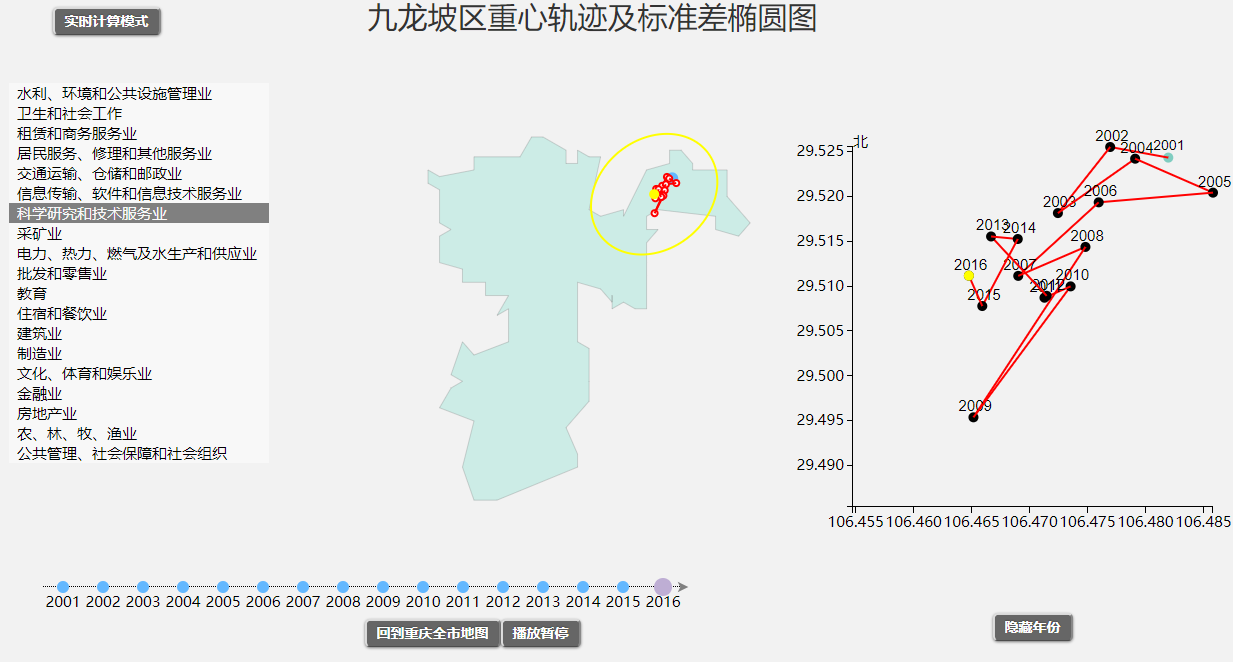 实时计算模式
九龙坡区重心轨迹及标准差椭圆图
水利、环境和公共设施管理业
卫生和社会工作
租赁和商务服务业
居民服务、修理和其他服务业
交通运输、仓储和邮政业
信息传输、软件和信息技术服务业
科学研究和技术服务业
采矿业
电力、热力、燃气及水生产和供应业
批发和零售业
教育
住宿和餐饮业
建筑业
制造业
文化、体育和娱乐业
金融业
房地产业
农、林、牧、渔业
公共管理、社会保障和社会组织
北
29.525
29.520
29.515
29.510
29.505
29.500
29.495
29.490
2002
2004
2001
2005
2006
2003
2013
2014
2008
2016
2007
2010
2015
2009
106.455 106.460 106.465 106.470 106.475 106.480 106.485
2001 2002 2003 2004 2005 2006 2007 2008 2009 2010 2011 2012 2013 2014 2015 2016
回到重庆全市地图 播放暂停
隐藏年份